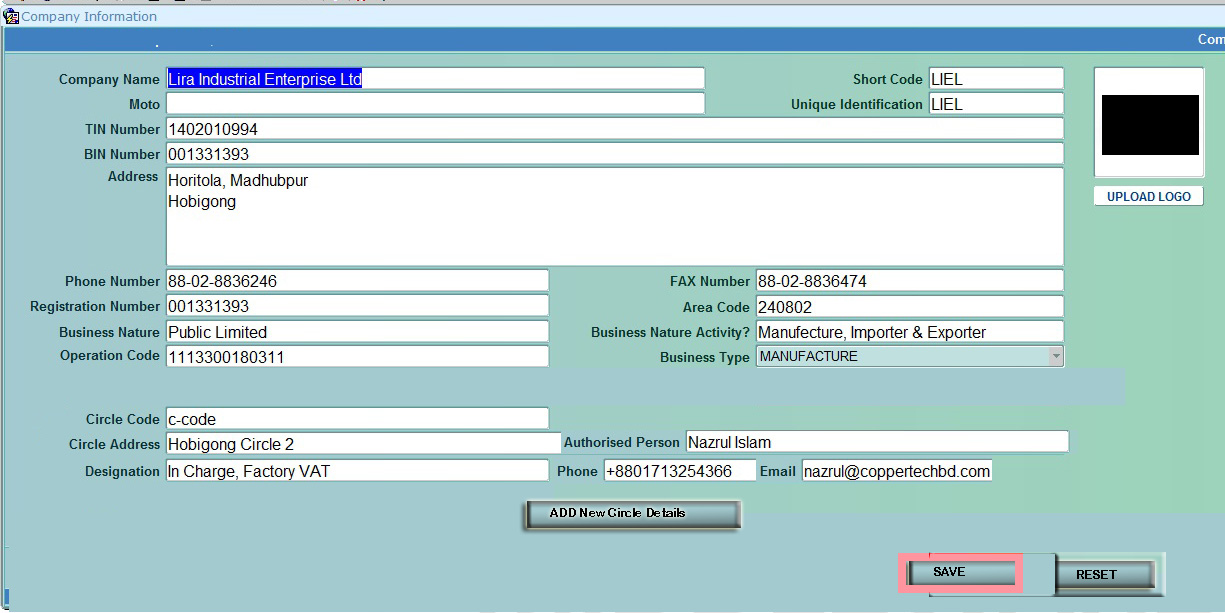 Company Information
Com
Company Name Lira Industrial Enterprise Ltd Short Code LIEL
Moto Unique Identification LIEL
TIN Number 1402010994
BIN Number 001331393
Address Horitola, Madhubpur
Hobigong
UPLOAD LOGO
Phone Number 88-02-8836246 FAX Number 88-02-8836474
Registration Number 001331393 Area Code 240802
Business Nature Public Limited Business Nature Activity? Manufecture, Importer & Exporter
Operation Code 1113300180311 Business Type MANUFACTURE
Circle Code c-code
Circle Address Hobigong Circle 2 Authorised Person Nazrul Islam
Designation In Charge, Factory VAT Phone +8801713254366 Email nazrul@coppertechbd.com
ADD New Circle Details
SAVE RESET